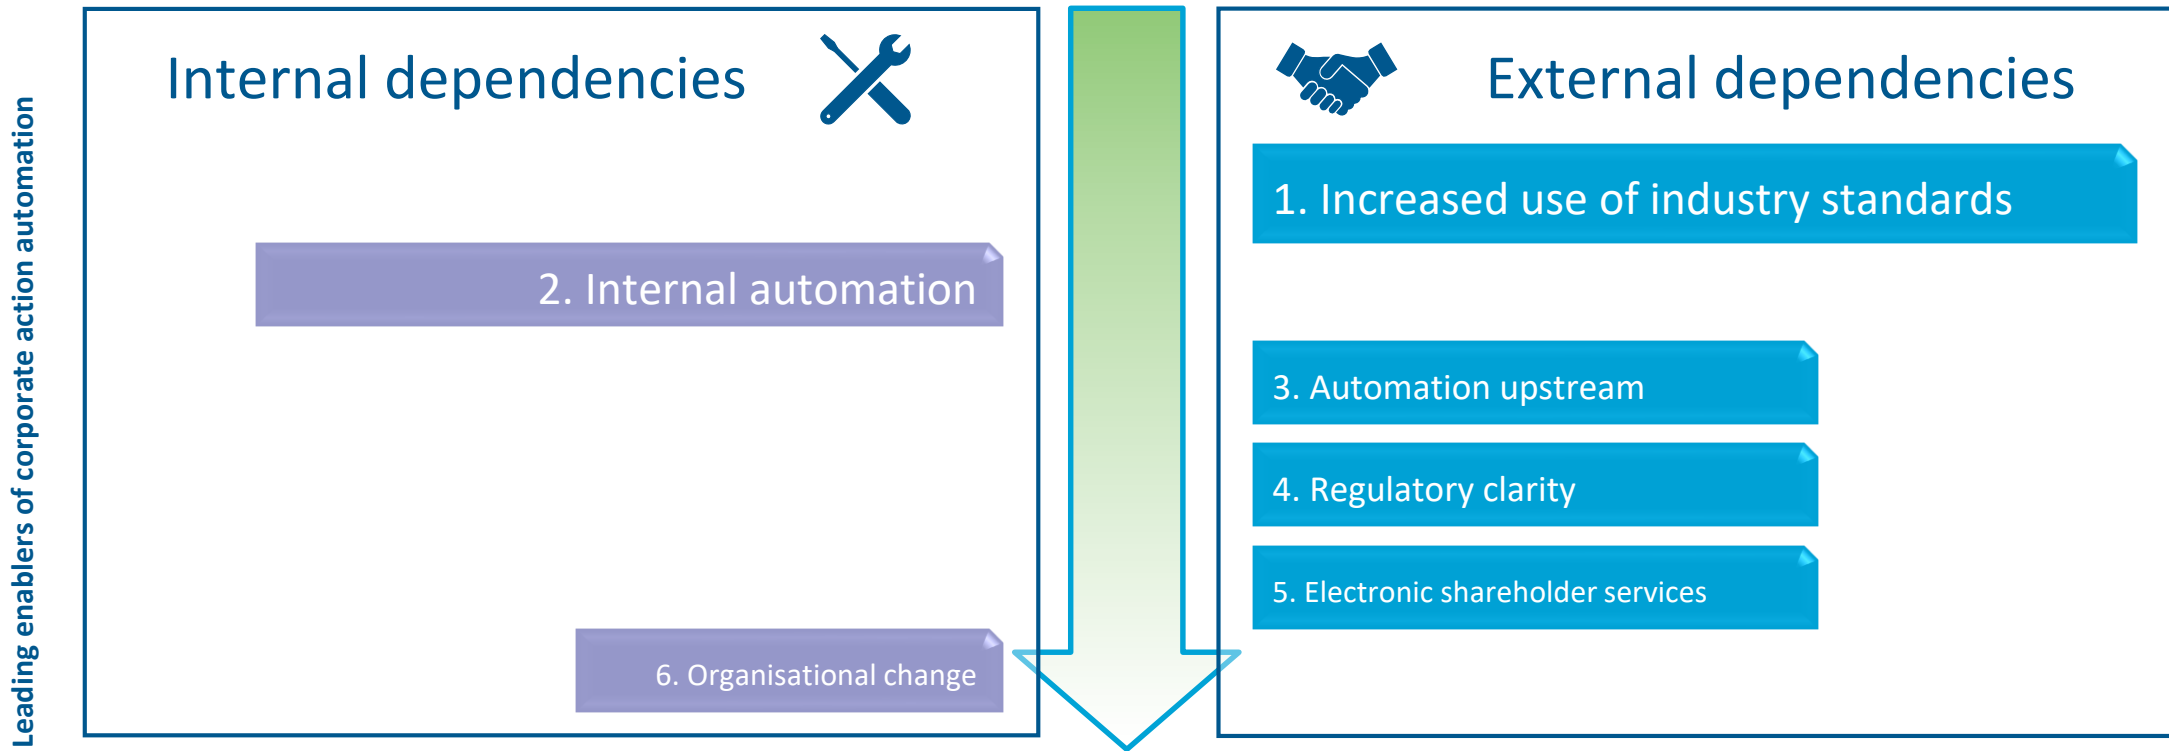 Leading enablers of corporate action automation
Internal dependencies
External dependencies
1. Increased use of industry standards
2. Internal automation
3. Automation upstream
4. Regulatory clarity
5. Electronic shareholder services
6. Organisational change